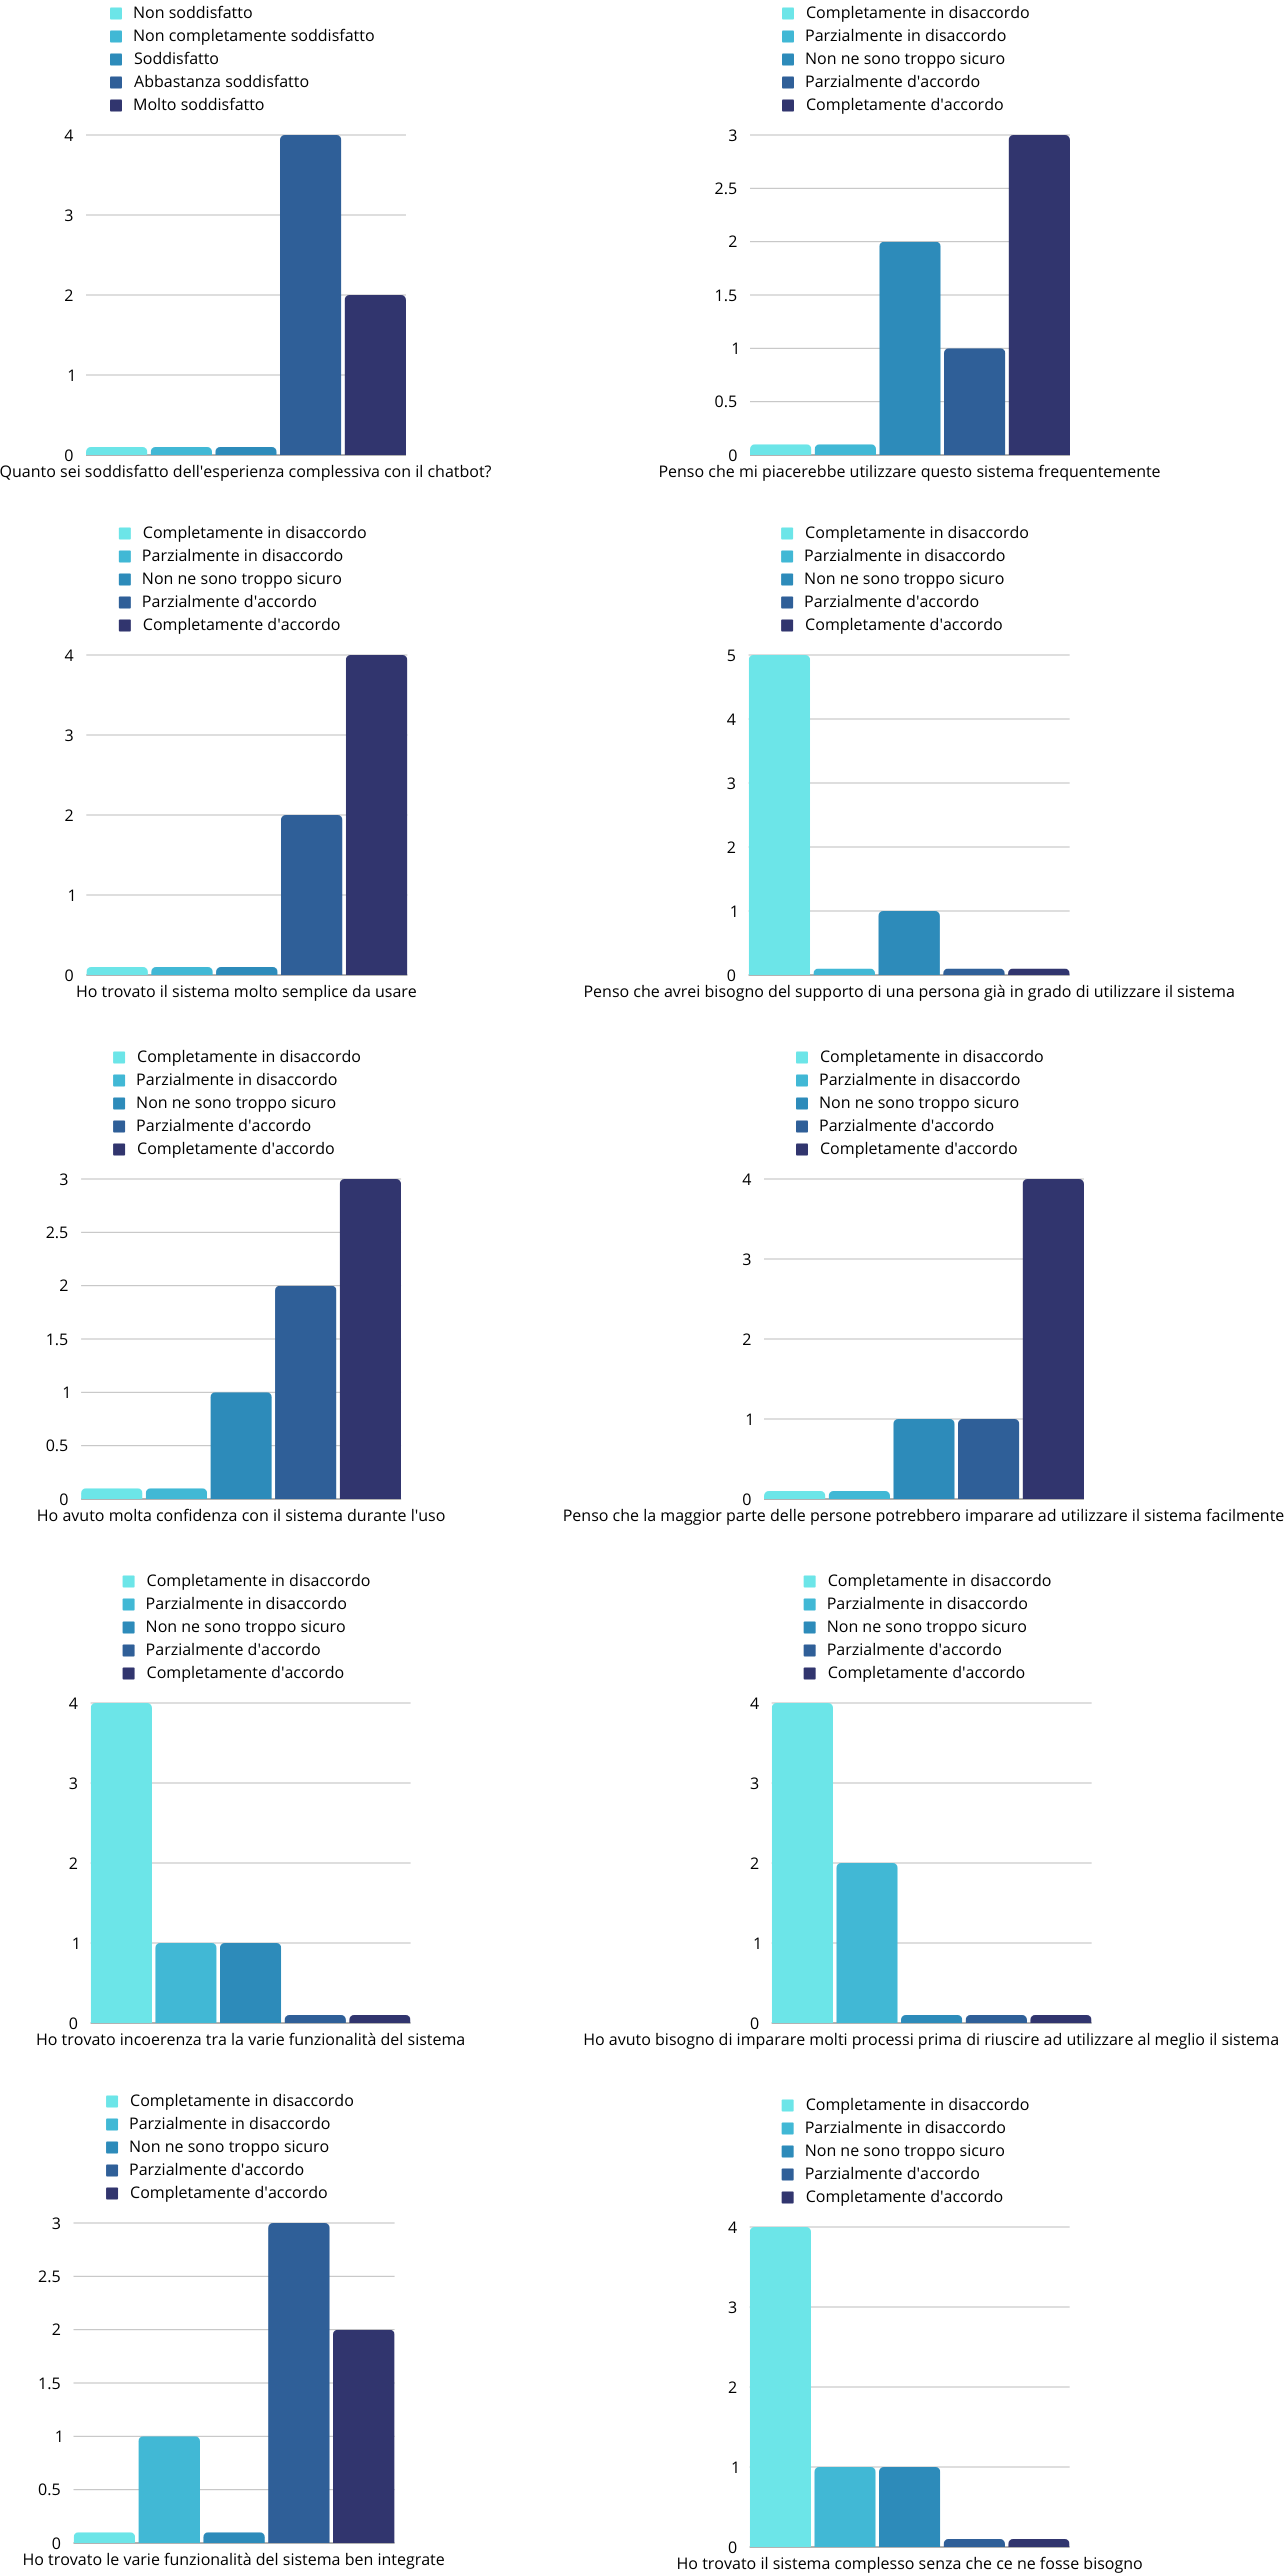 Non soddisfatto
Non completamente soddisfatto
Soddisfatto
Abbastanza soddisfatto
Molto soddisfatto
4
3
2
1
0
Quanto sei soddisfatto dell'esperienza complessiva con il chatbot?
Completamente in disaccordo
Parzialmente in disaccordo
Non ne sono troppo sicuro
Parzialmente d'accordo
Completamente d'accordo
3
2.5
2
1.5
1
0.5
0
Penso che mi piacerebbe utilizzare questo sistema frequentemente
Completamente in disaccordo
Parzialmente in disaccordo
Non ne sono troppo sicuro
Parzialmente d'accordo
Completamente d'accordo
4
3
2
1
0
Ho trovato il sistema molto semplice da usare
Completamente in disaccordo
Parzialmente in disaccordo
Non ne sono troppo sicuro
Parzialmente d'accordo
Completamente d'accordo
5
4
3
2
1
0
Penso che avrei bisogno del supporto di una persona già in grado di utilizzare il sistema
Completamente in disaccordo
Parzialmente in disaccordo
Non ne sono troppo sicuro
Parzialmente d'accordo
Completamente d'accordo
3
2.5
2
1.5
1
0.5
0
Ho avuto molta confidenza con il sistema durante l'uso
Completamente in disaccordo
Parzialmente in disaccordo
Non ne sono troppo sicuro
Parzialmente d'accordo
Completamente d'accordo
4
3
2
1
0
Penso che la maggior parte delle persone potrebbero imparare ad utilizzare il sistema facilmente
Completamente in disaccordo
Parzialmente in disaccordo
Non ne sono troppo sicuro
Parzialmente d'accordo
Completamente d'accordo
4
3
2
1
0
Ho trovato incoerenza tra la varie funzionalità del sistema
Completamente in disaccordo
Parzialmente in disaccordo
Non ne sono troppo sicuro
Parzialmente d'accordo
Completamente d'accordo
4
3
2
1
0
Ho avuto bisogno di imparare molti processi prima di riuscire ad utilizzare al meglio il sistema
Completamente in disaccordo
Parzialmente in disaccordo
Non ne sono troppo sicuro
Parzialmente d'accordo
Completamente d'accordo
3
2.5
2
1.5
1
0.5
0
Ho trovato le varie funzionalità del sistema ben integrate
Completamente in disaccordo
Parzialmente in disaccordo
Non ne sono troppo sicuro
Parzialmente d'accordo
Completamente d'accordo
4
3
2
1
0
Ho trovato il sistema complesso senza che ce ne fosse bisogno